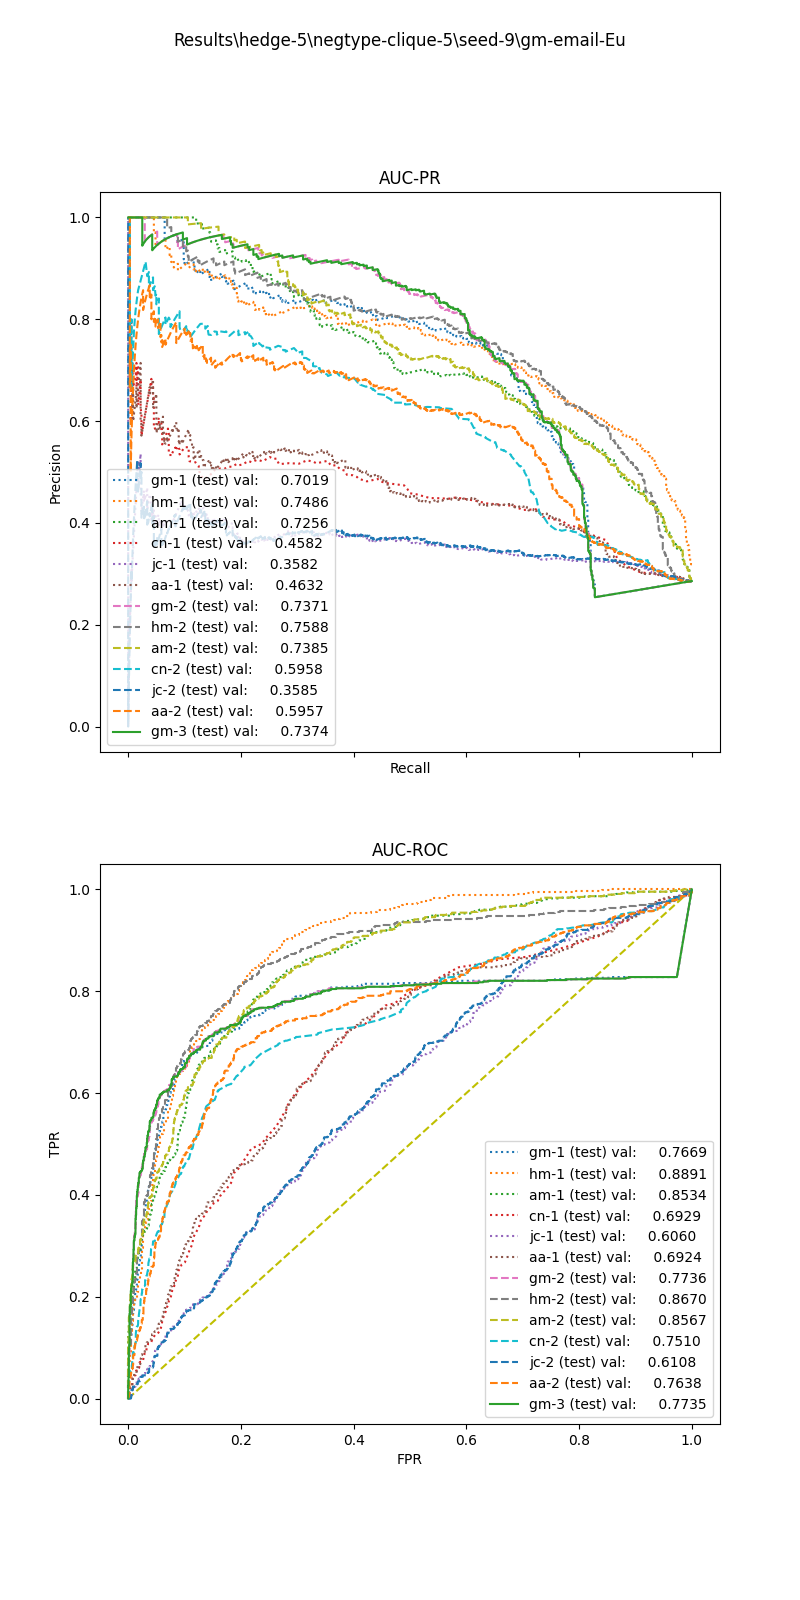 Results\hedge-5\negtype-clique-5\seed-9\gm-email-Eu
AUC-PR
1.0
0.8
0.6
0.4
0.2
0.0
Precision
gm-1 (test) val: 0.7019
hm-1 (test) val: 0.7486
am-1 (test) val: 0.7256
cn-1 (test) val: 0.4582
jc-1 (test) val: 0.3582
aa-1 (test) val: 0.4632
gm-2 (test) val: 0.7371
hm-2 (test) val: 0.7588
am-2 (test) val: 0.7385
cn-2 (test) val: 0.5958
jc-2 (test) val: 0.3585
aa-2 (test) val: 0.5957
gm-3 (test) val: 0.7374
Recall
AUC-ROC
1.0
0.8
0.6
0.4
0.2
0.0
TPR
gm-1 (test) val: 0.7669
hm-1 (test) val: 0.8891
am-1 (test) val: 0.8534
cn-1 (test) val: 0.6929
jc-1 (test) val: 0.6060
aa-1 (test) val: 0.6924
gm-2 (test) val: 0.7736
hm-2 (test) val: 0.8670
am-2 (test) val: 0.8567
cn-2 (test) val: 0.7510
jc-2 (test) val: 0.6108
aa-2 (test) val: 0.7638
gm-3 (test) val: 0.7735
0.0 0.2 0.4 0.6 0.8 1.0
FPR